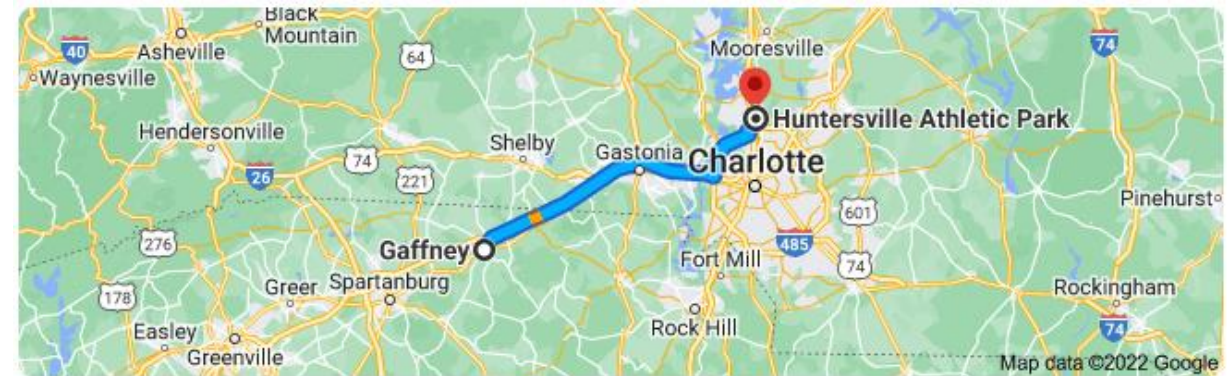 Black
Mountain
40
Asheville
Waynesville
64
Mooresville
74
Huntersville Athletic Park
Hendersonville
Shelby
74
Gastonia
Charlotte
26
221
Pinehurst
601
276
Gaffney
485
Fort Mill
74
178
Greer
Spartanburg
Rockingham
Easley
Rock Hill
74
Greenville
Map data ©2022 Google